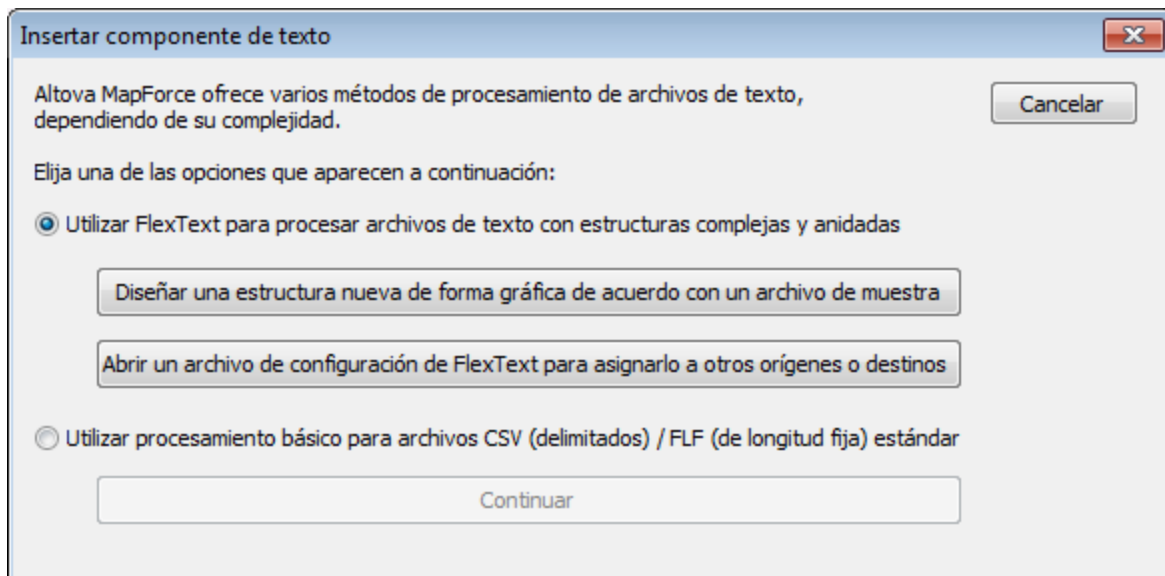 Insertar componente de texto
Altova MapForce ofrece varios métodos de procesamiento de archivos de texto,
dependiendo de su complejidad.
Cancelar
Elija una de las opciones que aparecen a continuación:
Utilizar FlexText para procesar archivos de texto con estructuras complejas y anidadas
Diseñar una estructura nueva de forma gráfica de acuerdo con un archivo de muestra
Abrir un archivo de configuración de FlexText para asignarlo a otros orígenes o destinos
Utilizar procesamiento básico para archivos CSV (delimitados) / FLF (de longitud fija) estándar
Continuar